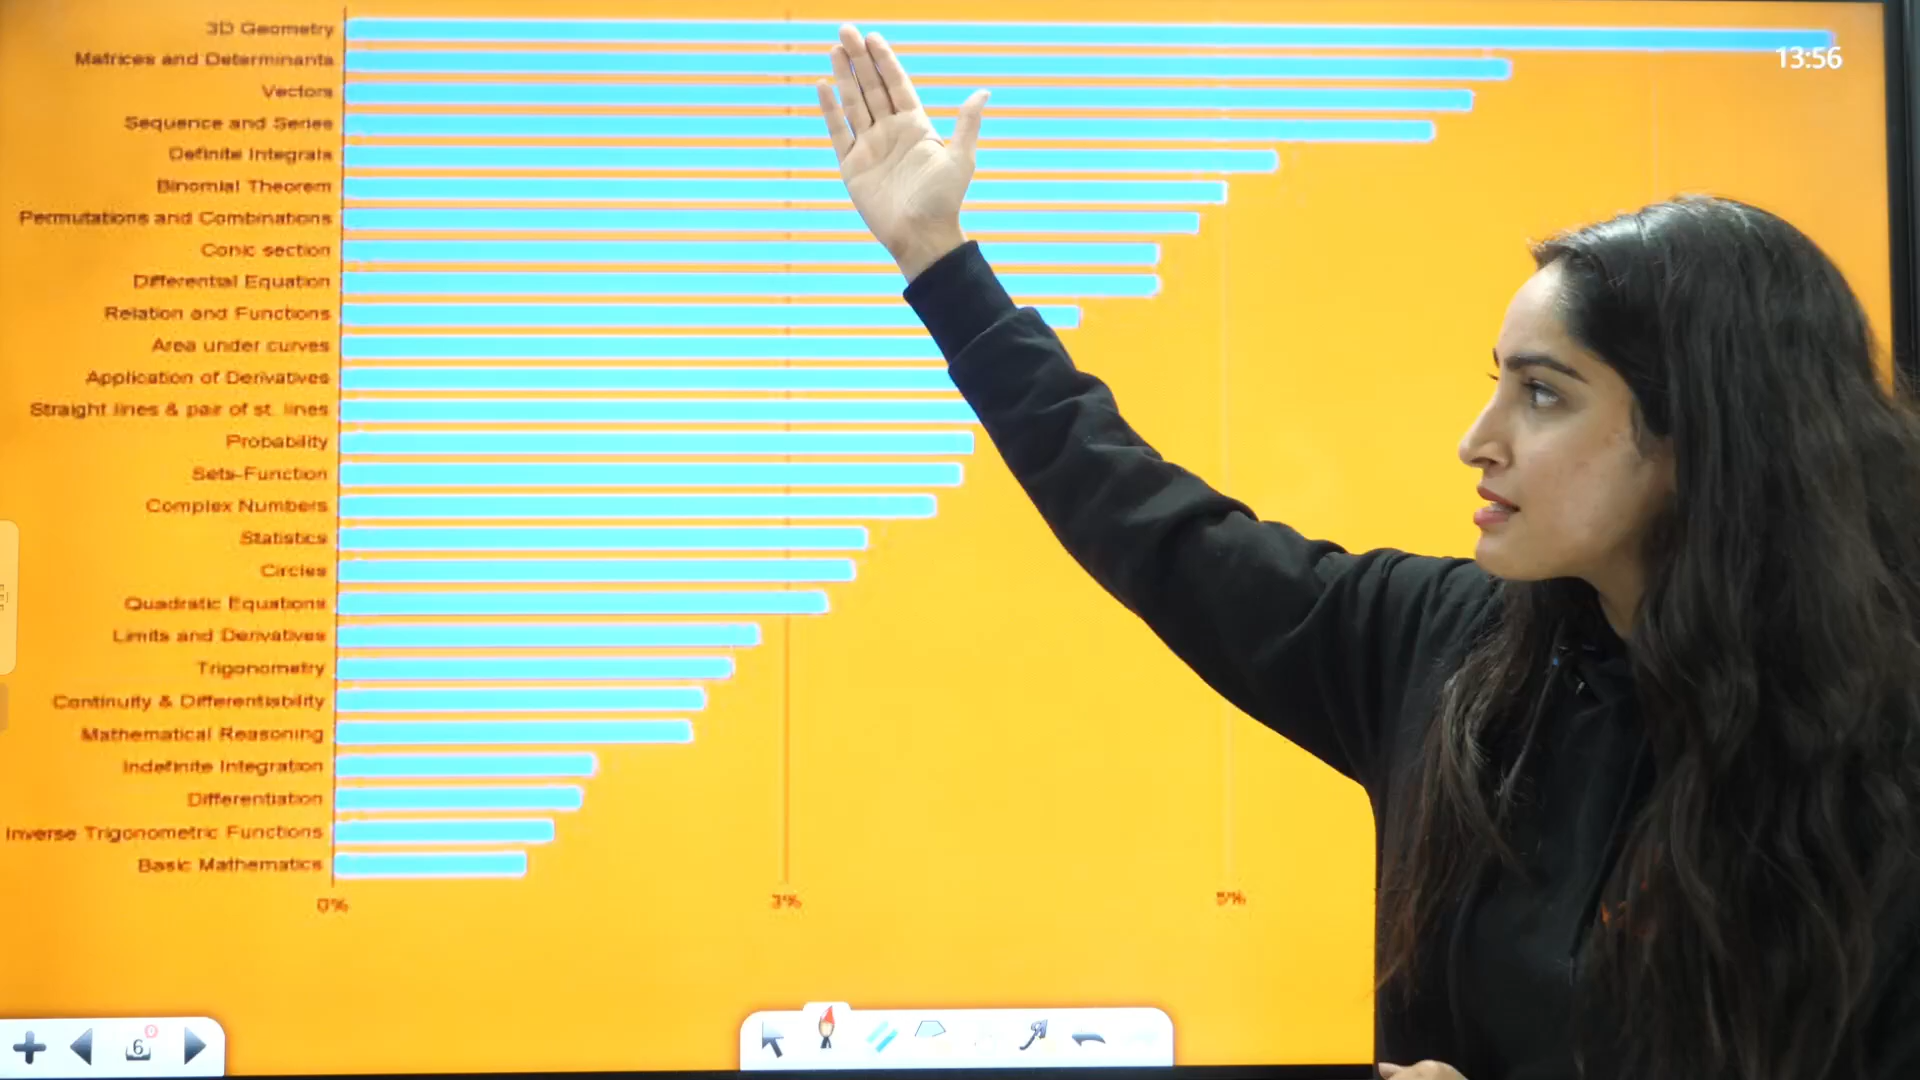 3D Geometry
13:56
Matrices and Determinants
Vectors
Sequence and Series
Definite Integrals
Binomial Theorem
Permutations and Combinations
Conic section
Differential Equation
Relation and Functions
Area under curves
Application of Derivatives
Straight lines & pair of st. lines
Probability
Sets-Function
Complex Numbers
Statistics
Circles
Quadratic Equations
Limits and Derivatives
Trigonometry
Continuity & Differentiability
Mathematical Reasoning
Indefinite Integration
Differentiation
Inverse Trigonometric Functions
Basic Mathematics
0% 3% 5%
6
0